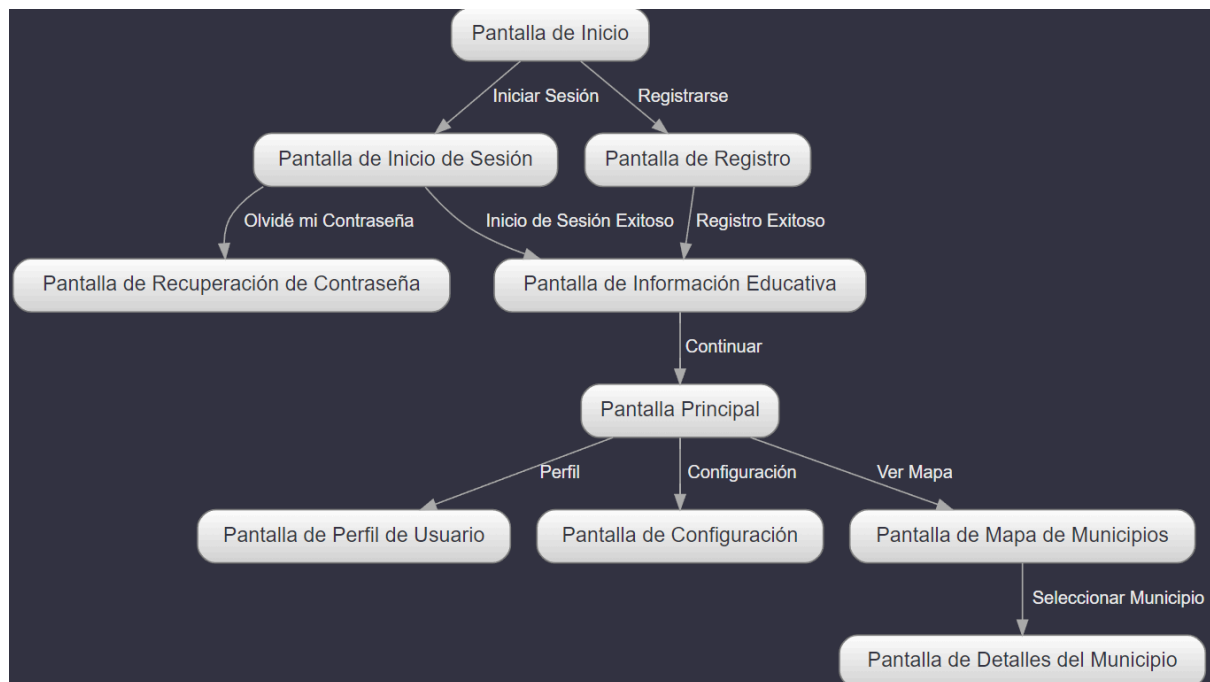 Pantalla de Inicio
Iniciar Sesión
Registrarse
Pantalla de Inicio de Sesión
Pantalla de Registro
Olvidé mi Contraseña
Inicio de Sesión Exitoso
Registro Exitoso
Pantalla de Recuperación de Contraseña
Pantalla de Información Educativa
Continuar
Pantalla Principal
Perfil
Configuración
Ver Mapa
Pantalla de Perfil de Usuario
Pantalla de Configuración
Pantalla de Mapa de Municipios
Seleccionar Municipio
Pantalla de Detalles del Municipio